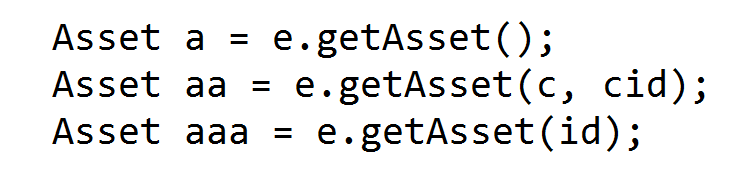 Asset a = e.getAsset();
Asset aa = e.getAsset(c, cid);
Asset aaa = e.getAsset(id);